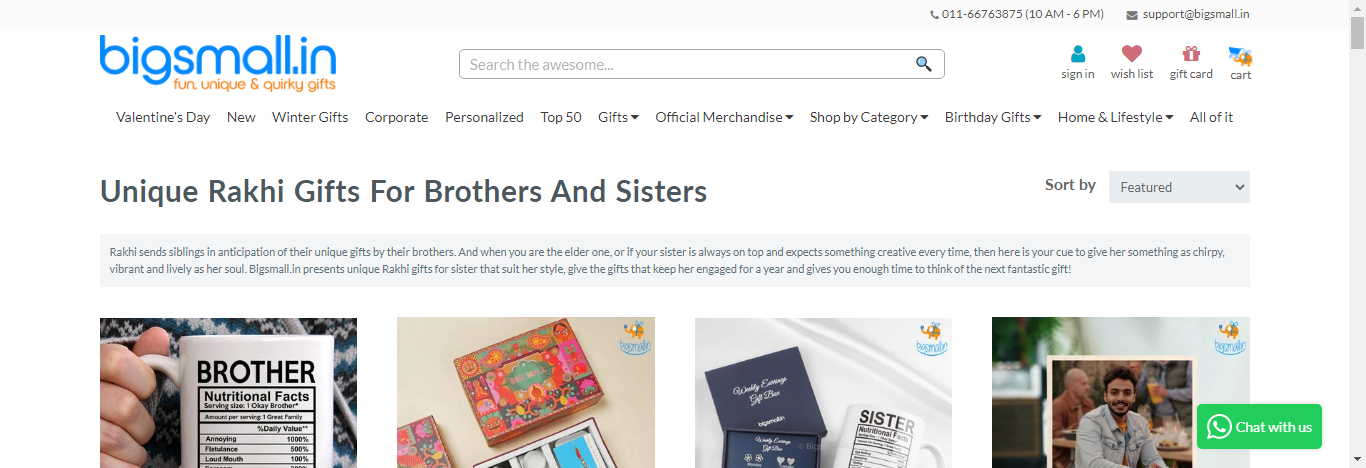 011-66763875 (10 AM - 6 PM) support@bigsmall.in
bigsmall.in
fun, unique & quirky gifts
Search the awesome...
sign in wish list gift card cart
Valentine's Day New Winter Gifts Corporate Personalized Top 50 Gifts Official Merchandise Shop by Category Birthday Gifts Home & Lifestyle All of it
Unique Rakhi Gifts For Brothers And Sisters
Sort by Featured
Rakhi sends siblings in anticipation of their unique gifts by their brothers. And when you are the elder one, or if your sister is always on top and expects something creative every time, then here is your cue to give her something as chirpy,
vibrant and lively as her soul. Bigsmall.in presents unique Rakhi gifts for sister that suit her style, give the gifts that keep her engaged for a year and gives you enough time to think of the next fantastic gift!
BROTHER
Nutritional Facts
Serving size: 1 Okay Brother*
Amount per serving: 1 Great Family
%Daily Value**
Annoying 1000%
Flatulance 500%
Loud Mouth 100%
bigsmall.in
Weekly Earrings
Gift Box
bigsmall.in
Weekly Earrings
Gift Box
SISTER
Nutritional Facts
bigsmall.in
bigsmall.in
Chat with us